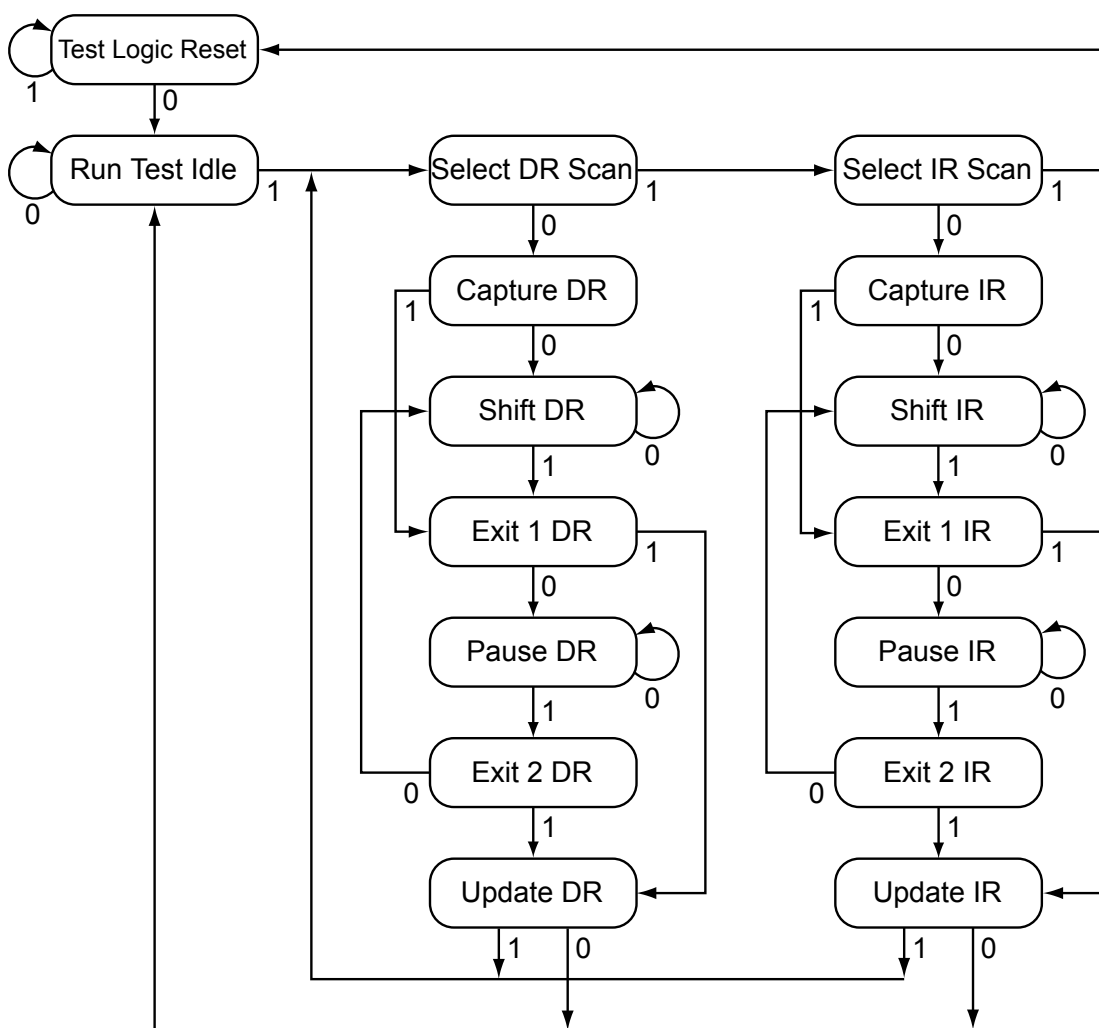 Test Logic Reset
1
0
Run Test Idle
0
1
Select DR Scan
1
0
Select IR Scan
1
0
Capture DR
1
0
Capture IR
1
0
Shift DR
0
1
Shift IR
0
1
Exit 1 DR
1
0
Exit 1 IR
1
0
Pause DR
0
1
Pause IR
0
1
Exit 2 DR
0
1
Exit 2 IR
0
1
Update DR
1
0
Update IR
1
0